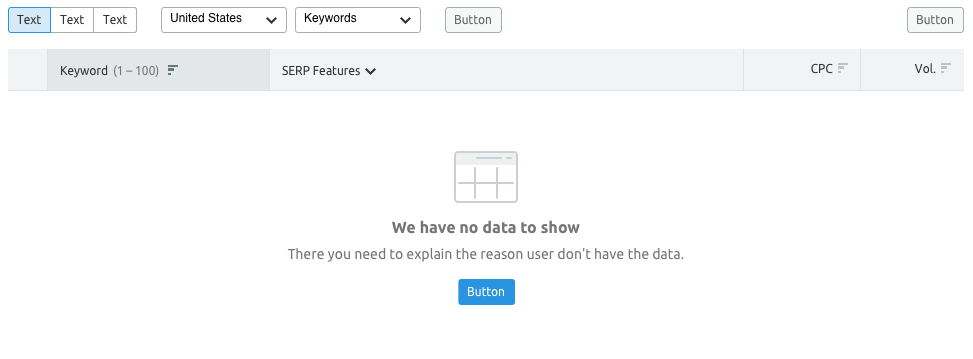 Text Text Text United States Keywords Button Button
Keyword (1 – 100) SERP Features CPC Vol.
We have no data to show
There you need to explain the reason user don't have the data.
Button